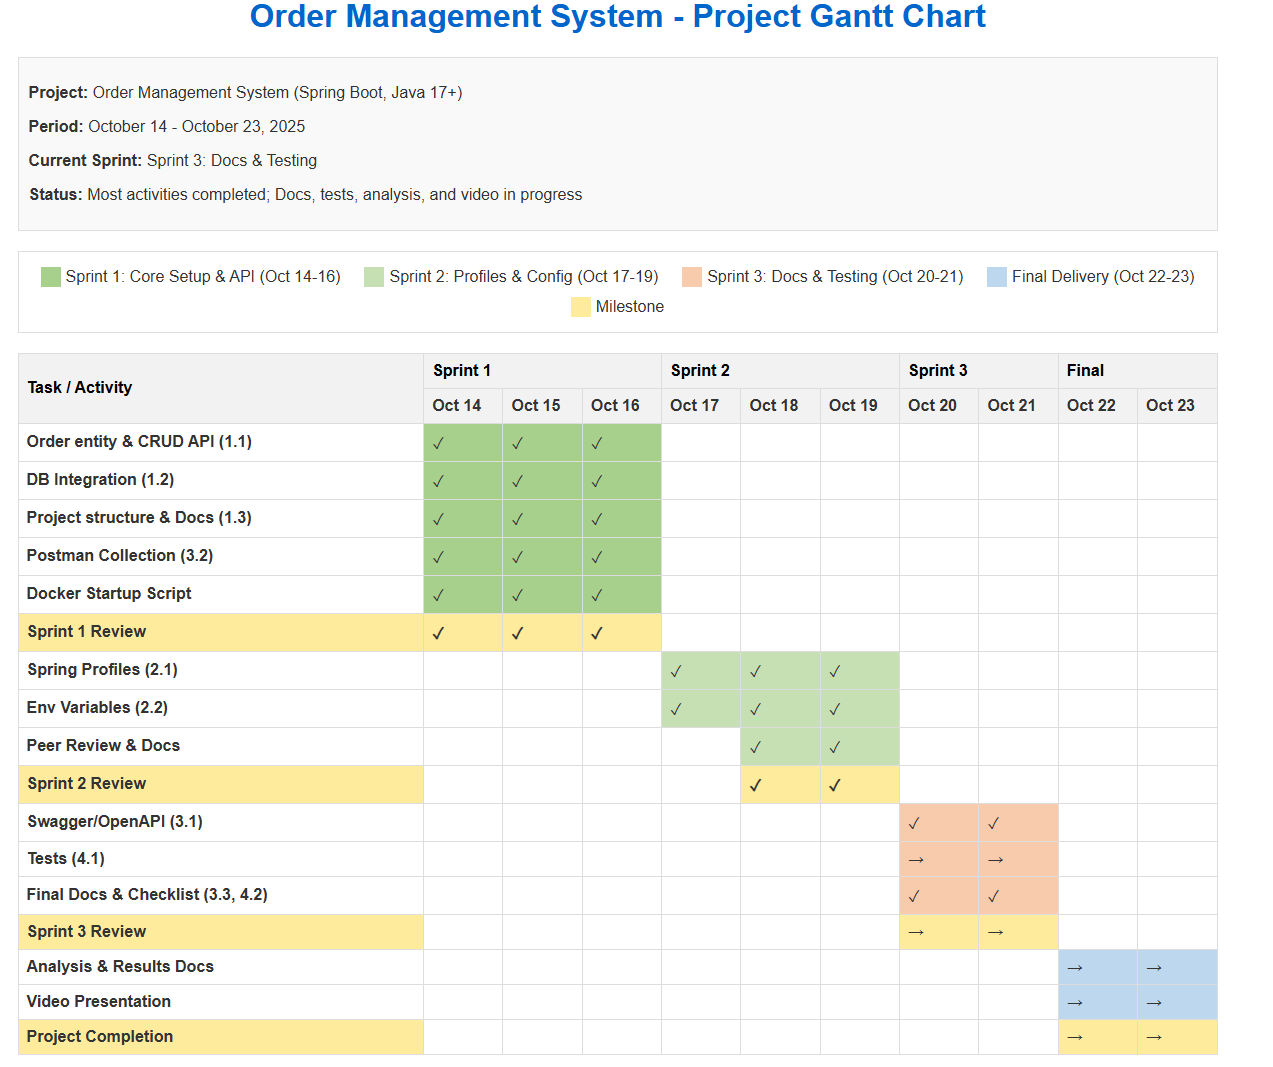 Order Management System - Project Gantt Chart
Project: Order Management System (Spring Boot, Java 17+)
Period: October 14 - October 23, 2025
Current Sprint: Sprint 3: Docs & Testing
Status: Most activities completed; Docs, tests, analysis, and video in progress
Sprint 1: Core Setup & API (Oct 14-16) Sprint 2: Profiles & Config (Oct 17-19) Sprint 3: Docs & Testing (Oct 20-21) Final Delivery (Oct 22-23)
Milestone
Task / Activity Sprint 1 Sprint 2 Sprint 3 Final
Oct 14 Oct 15 Oct 16 Oct 17 Oct 18 Oct 19 Oct 20 Oct 21 Oct 22 Oct 23
Order entity & CRUD API (1.1) ✓ ✓ ✓
DB Integration (1.2) ✓ ✓ ✓
Project structure & Docs (1.3) ✓ ✓ ✓
Postman Collection (3.2) ✓ ✓ ✓
Docker Startup Script ✓ ✓ ✓
Sprint 1 Review ✓ ✓ ✓
Spring Profiles (2.1) ✓ ✓ ✓
Env Variables (2.2) ✓ ✓ ✓
Peer Review & Docs ✓ ✓
Sprint 2 Review ✓ ✓
Swagger/OpenAPI (3.1) ✓ ✓
Tests (4.1) → →
Final Docs & Checklist (3.3, 4.2) ✓ ✓
Sprint 3 Review → →
Analysis & Results Docs → →
Video Presentation → →
Project Completion → →